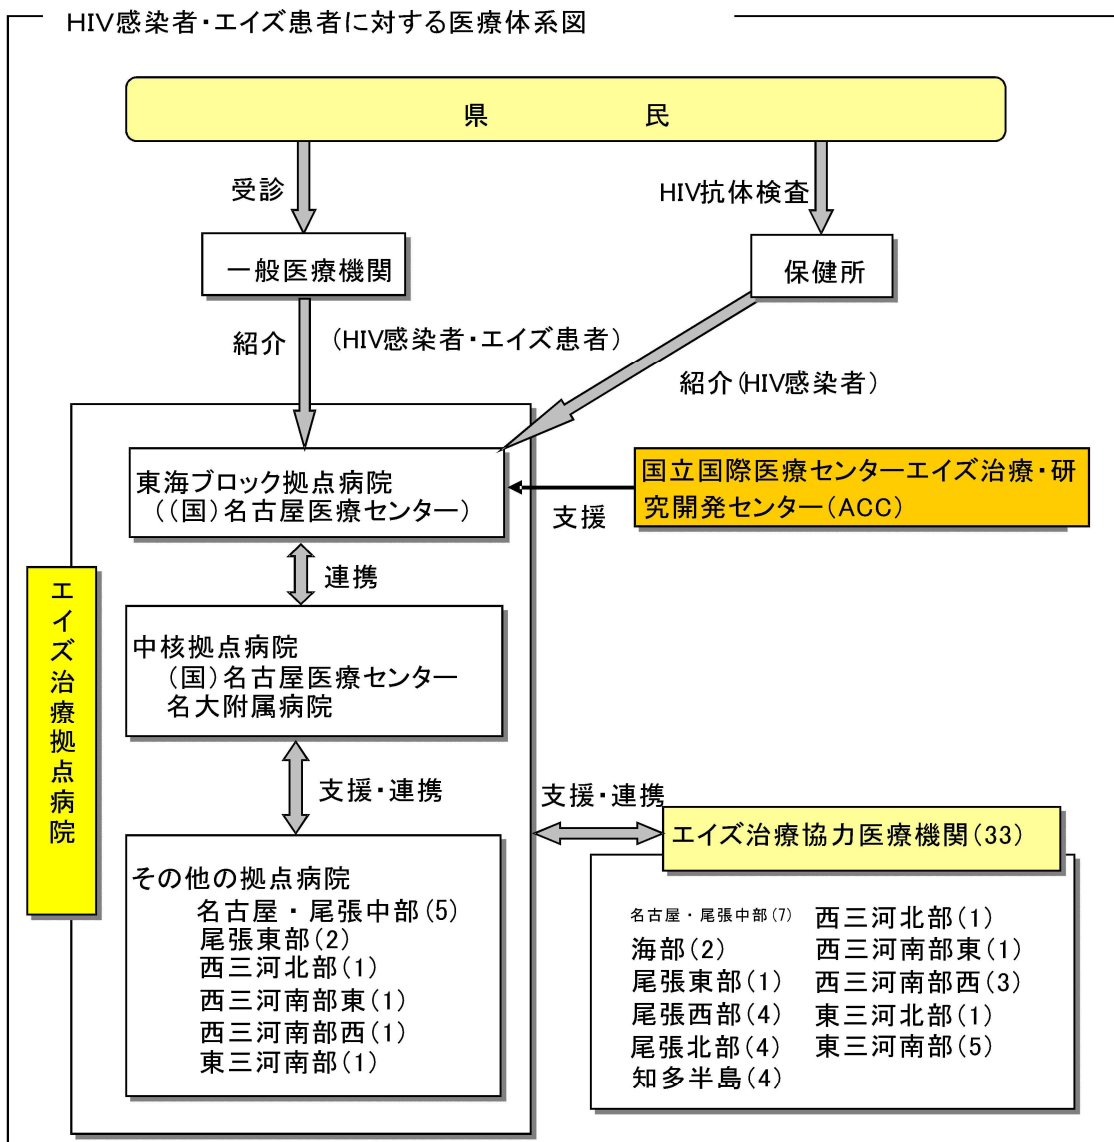 HIV感染者・エイズ患者に対する医療体系図
県　　　　民
受診
HIV抗体検査
一般医療機関
保健所
紹介
(HIV感染者・エイズ患者)
紹介(HIV感染者)
東海ブロック拠点病院
((国)名古屋医療センター)
国立国際医療センターエイズ治療・研
究開発センター(ACC)
支援
連携
エイズ治療拠点病院
中核拠点病院
(国)名古屋医療センター
名大附属病院
支援・連携
支援・連携
エイズ治療協力医療機関(33)
その他の拠点病院
名古屋・尾張中部(5)
尾張東部(2)
西三河北部(1)
西三河南部東(1)
西三河南部西(1)
東三河南部(1)
名古屋・尾張中部(7)
海部(2)
尾張東部(1)
尾張西部(4)
尾張北部(4)
知多半島(4)
西三河北部(1)
西三河南部東(1)
西三河南部西(3)
東三河北部(1)
東三河南部(5)